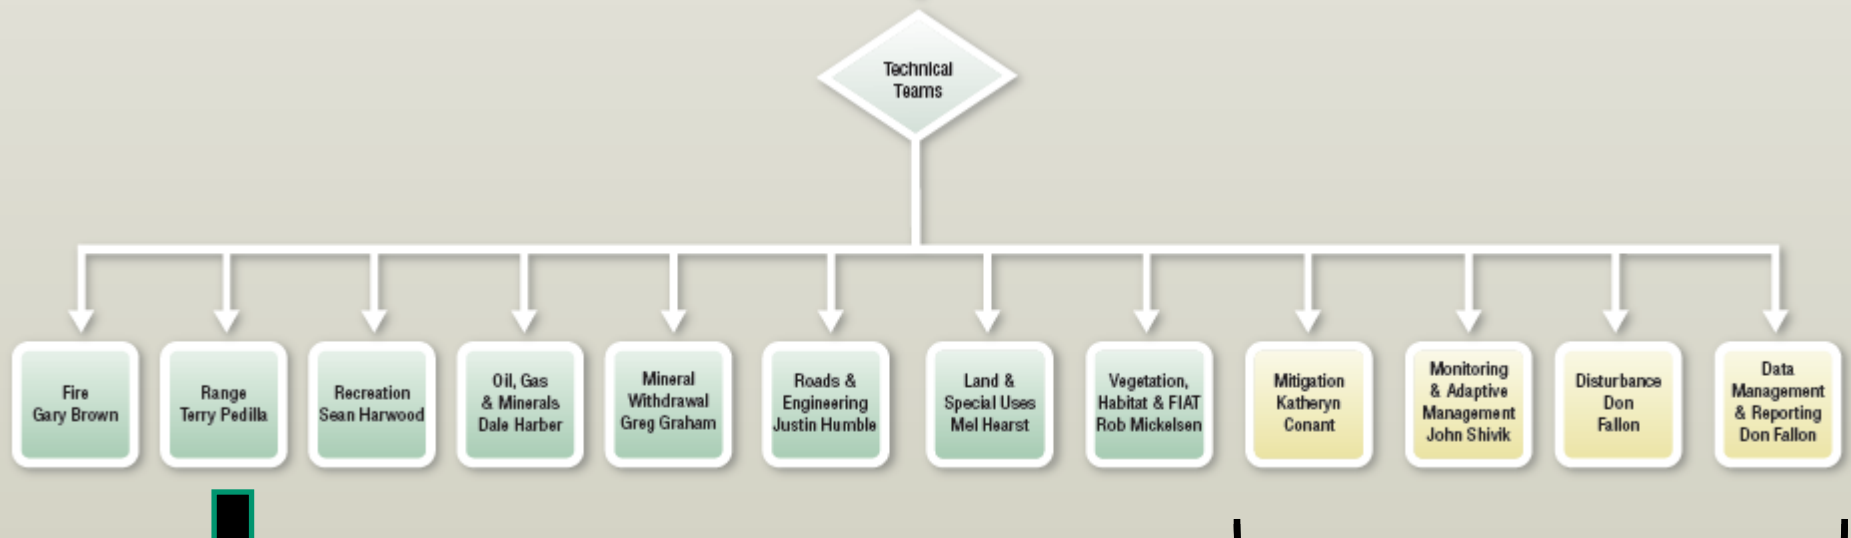 Technical
Teams
Fire
Gary Brown
Range
Terry Pedilla
Recreation
Sean Harwood
Oil, Gas
& Minerals
Dale Harber
Mineral
Withdrawal
Greg Graham
Roads &
Engineering
Justin Humble
Land &
Special Uses
Mel Hearst
Vegetation,
Habitat & FIAT
Rob Mickelsen
Mitigation
Katheryn
Conant
Monitoring
& Adaptive
Management
John Shivik
Disturbance
Don
Fallon
Data
Management
& Reporting
Don Fallon